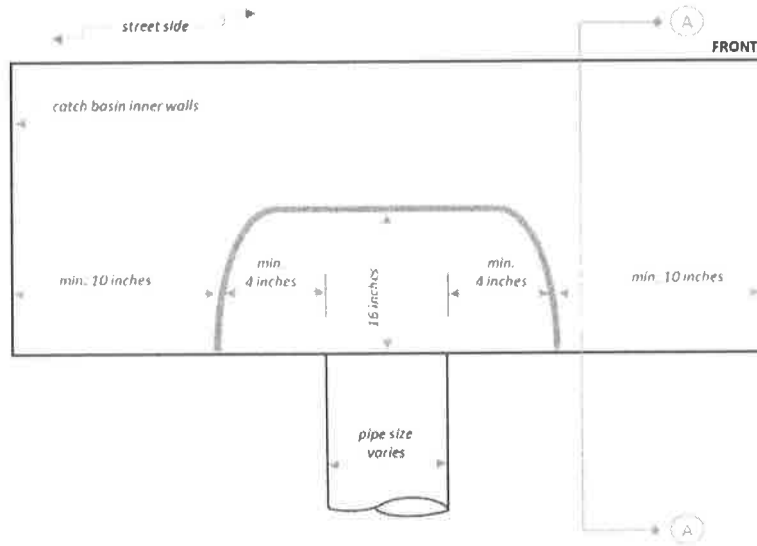 street side
A
FRONT
catch basin inner walls
min. 10 inches
min.
4 inches
16 inches
min.
4 inches
min. 10 inches
pipe size
varies
A